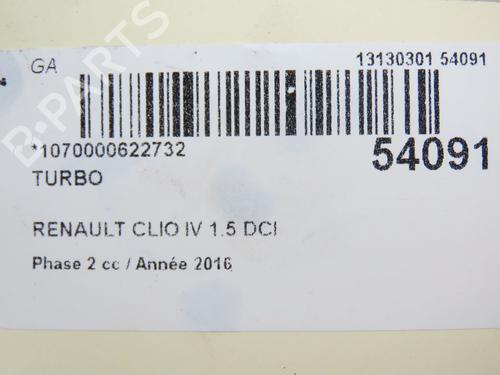 GA
13130301 54091
*1070000622732
54091
TURBO
RENAULT CLIO IV 1.5 DCI
Phase 2 cc / Année 2016
B-PARTS